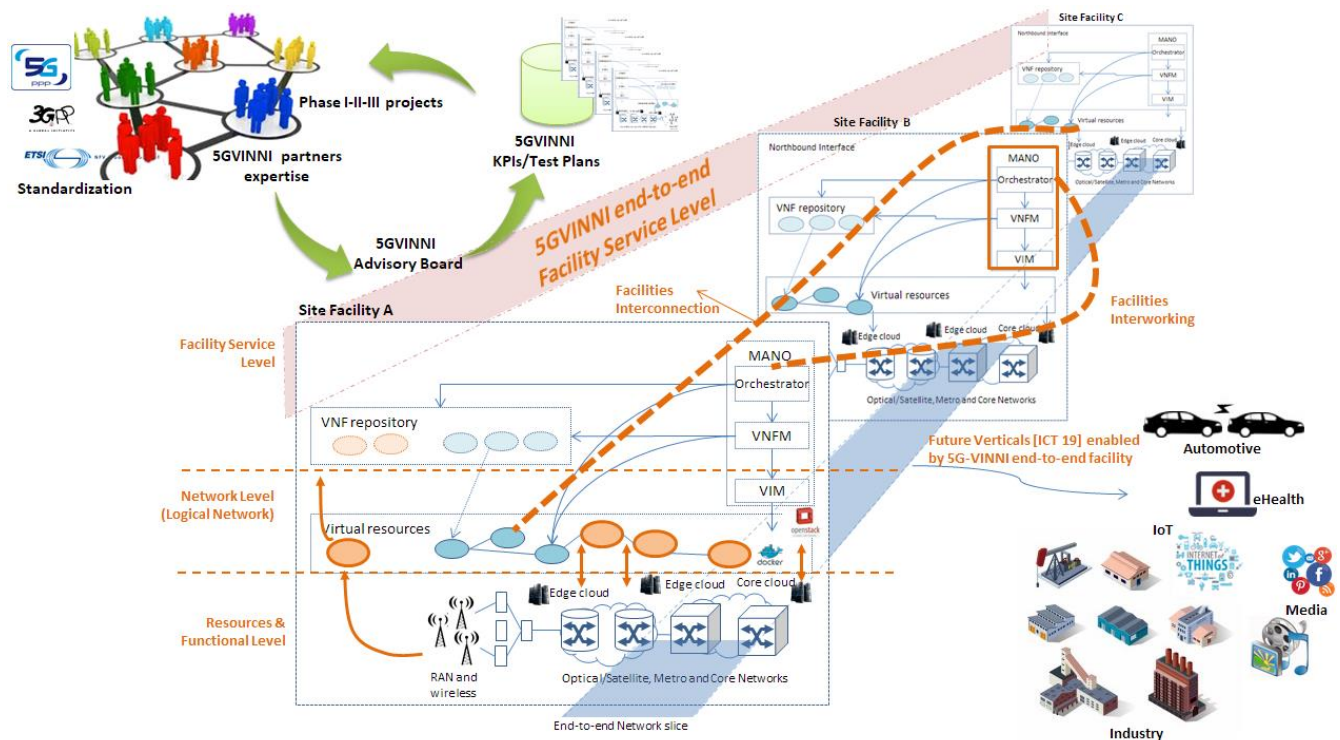 5G
PPP
3GPP
A GLOBAL INITIATIVE
ETSI
Standardization
5GVINNI partners
expertise
Phase I-II-III projects
5GVINNI
KPIs/Test Plans
5GVINNI
Advisory Board
5GVINNI end-to-end
Facility Service Level
Site Facility C
Northbound Interface
MANO
Orchestrator
VNF repository
VNFM
VIM
Virtual resources
Edge cloud
Core cloud
Optical/Satellite, Metro and Core Networks
Site Facility B
Northbound Interface
MANO
Orchestrator
VNF repository
VNFM
VIM
Virtual resources
Edge cloud
Edge cloud
Core cloud
Optical/Satellite, Metro and Core Networks
Facilities
Interconnection
Facilities
Interworking
Site Facility A
Facility Service
Level
MANO
Orchestrator
VNF repository
VNFM
VIM
Network Level
(Logical Network)
Virtual resources
openstack
docker
Edge cloud
Edge cloud
Core cloud
Resources &
Functional Level
RAN and
wireless
Optical/Satellite, Metro and Core Networks
End-to-end Network slice
Future Verticals [ICT 19] enabled
by 5G-VINNI end-to-end facility
Automotive
eHealth
IoT
INTERNET of
THINGS
Media
Industry